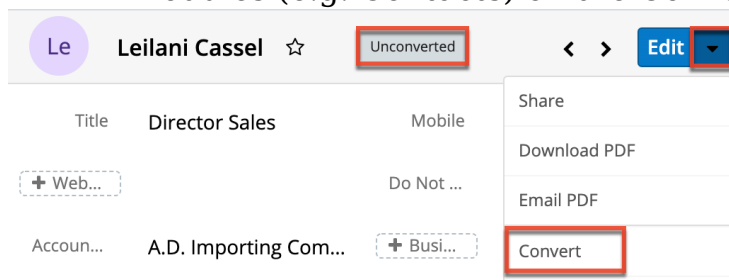 Le Leilani Cassel ☆ Unconverted < > Edit
Share
Title Director Sales Mobile
Download PDF
+ Web... Do Not ...
Email PDF
Accoun... A.D. Importing Com... + Busi... Convert